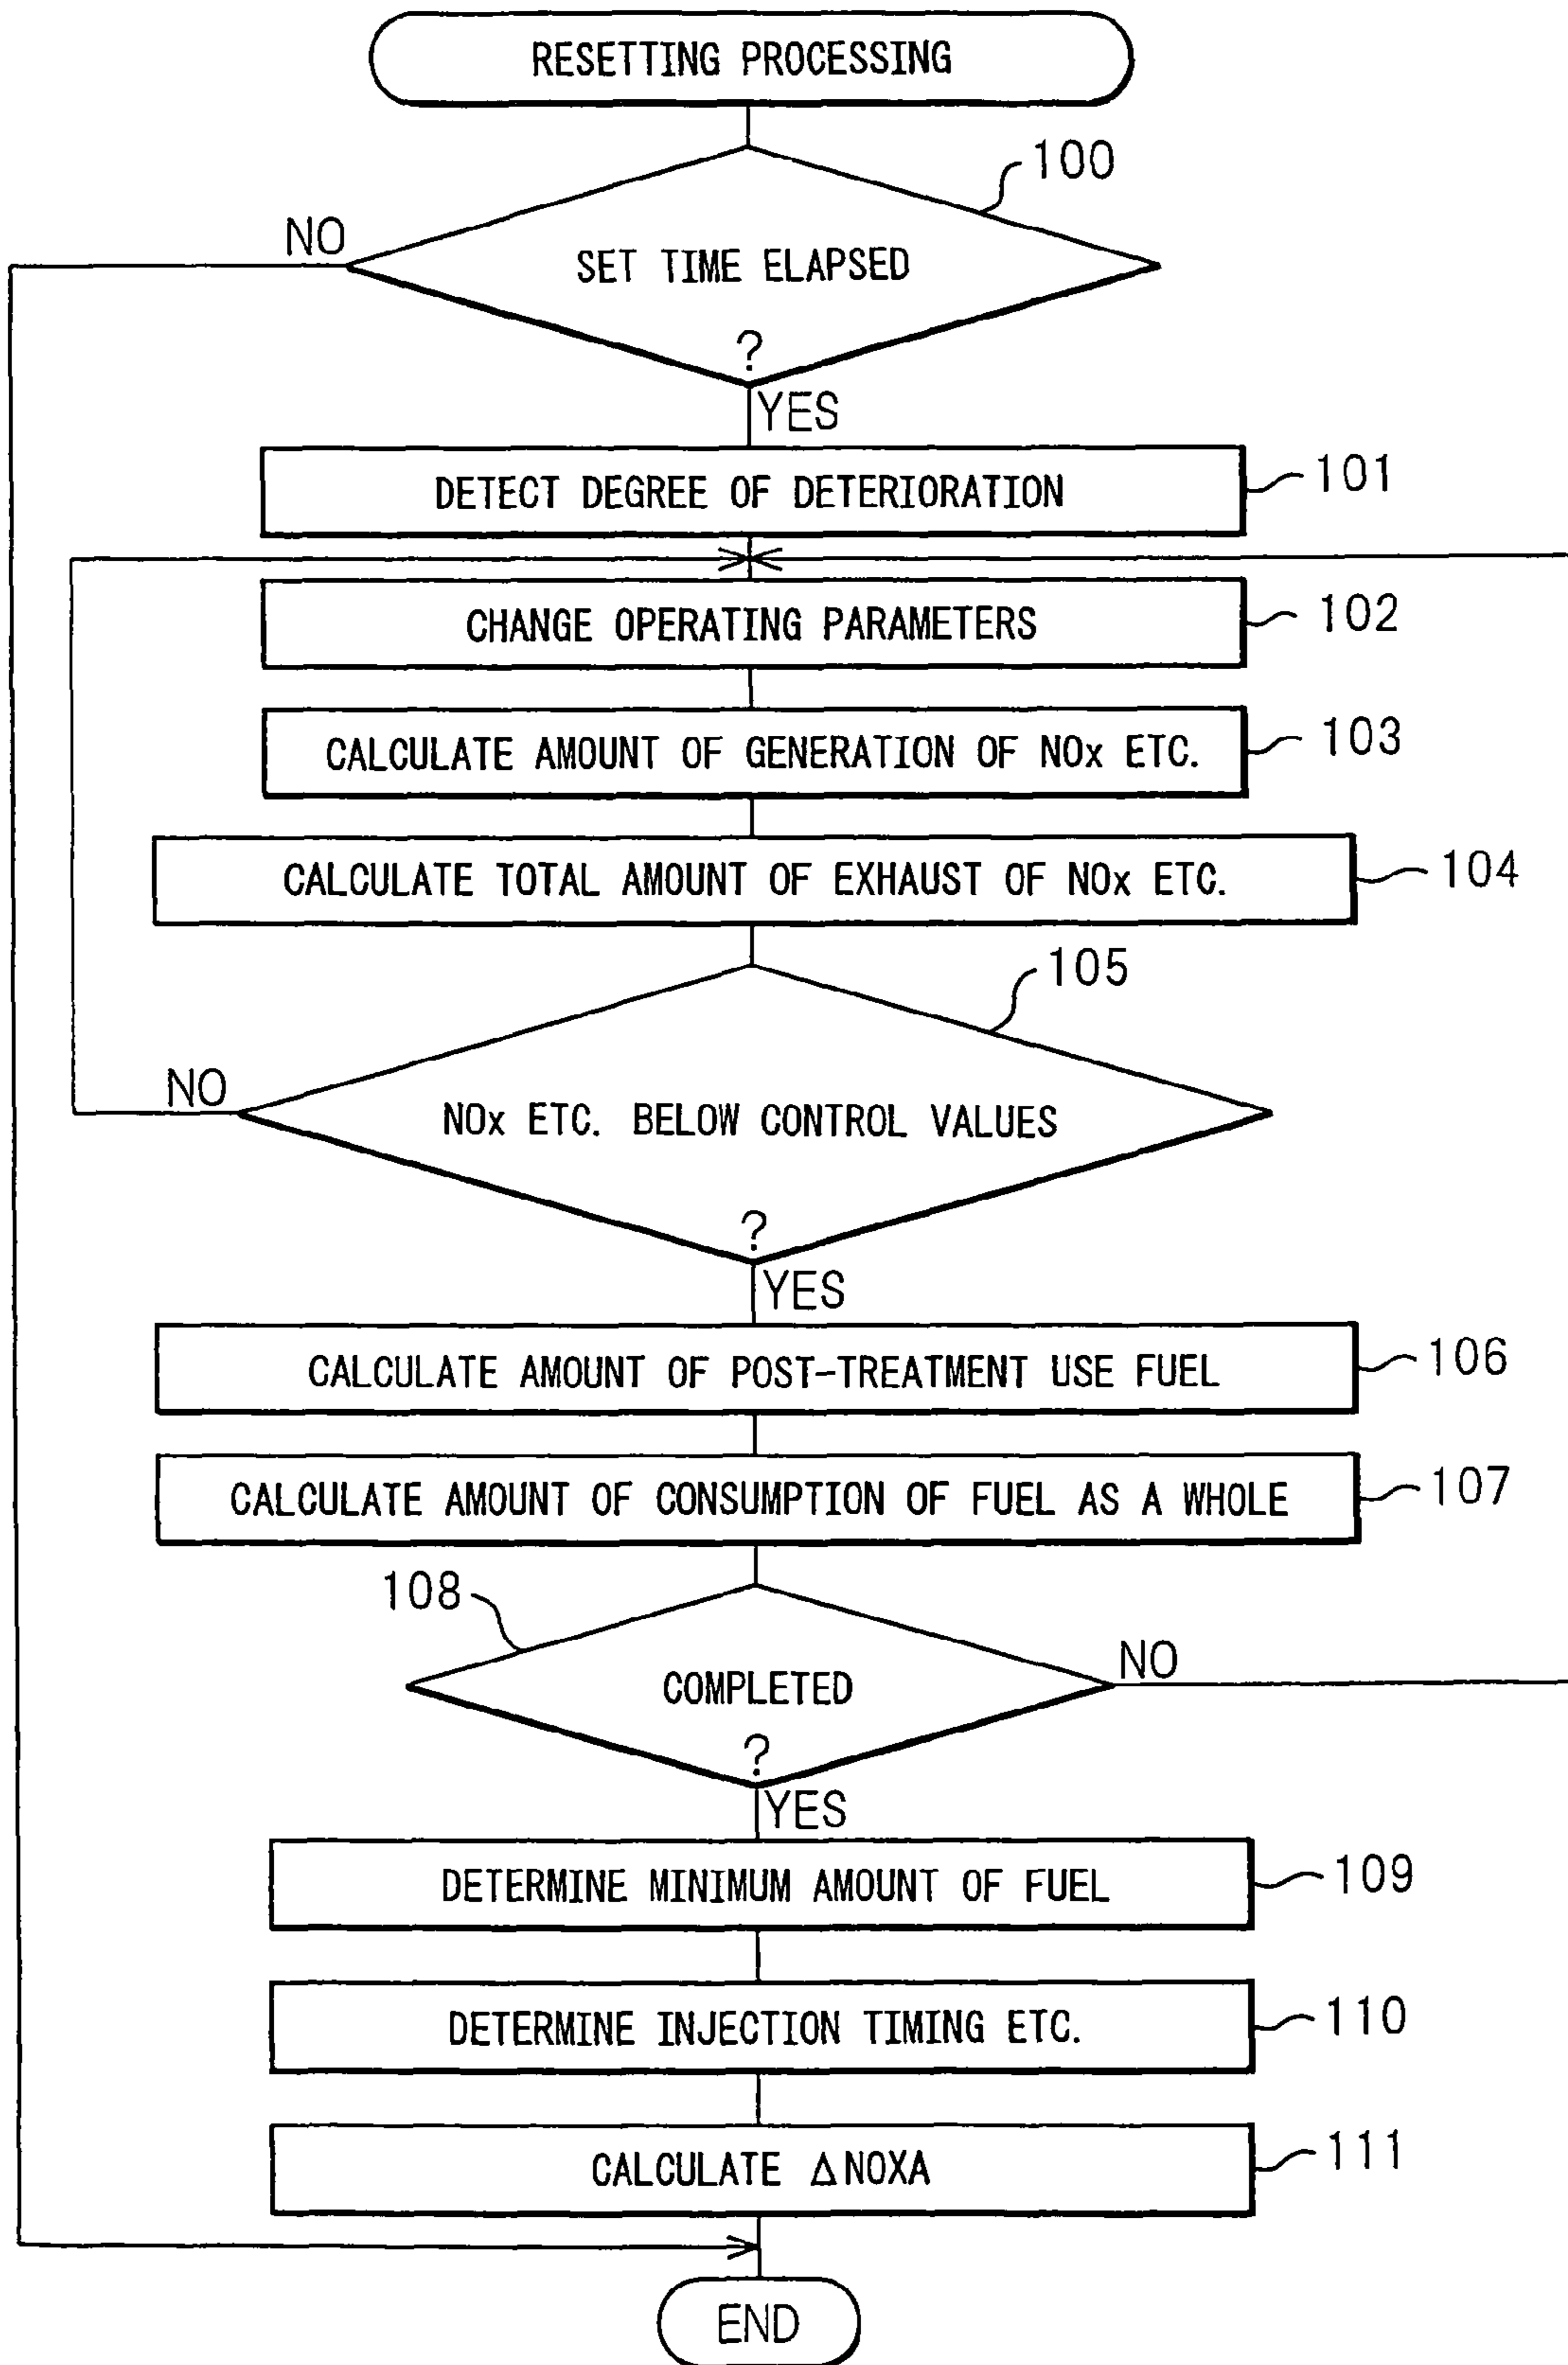 RESETTING PROCESSING
100
NO
SET TIME ELAPSED
?
YES
DETECT DEGREE OF DETERIORATION
101
CHANGE OPERATING PARAMETERS
102
CALCULATE AMOUNT OF GENERATION OF NOx ETC.
103
CALCULATE TOTAL AMOUNT OF EXHAUST OF NOx ETC.
104
105
NO
NOx ETC. BELOW CONTROL VALUES
?
YES
CALCULATE AMOUNT OF POST-TREATMENT USE FUEL
106
CALCULATE AMOUNT OF CONSUMPTION OF FUEL AS A WHOLE
107
108
NO
COMPLETED
?
YES
DETERMINE MINIMUM AMOUNT OF FUEL
109
DETERMINE INJECTION TIMING ETC.
110
CALCULATE ΔNOXA
111
END